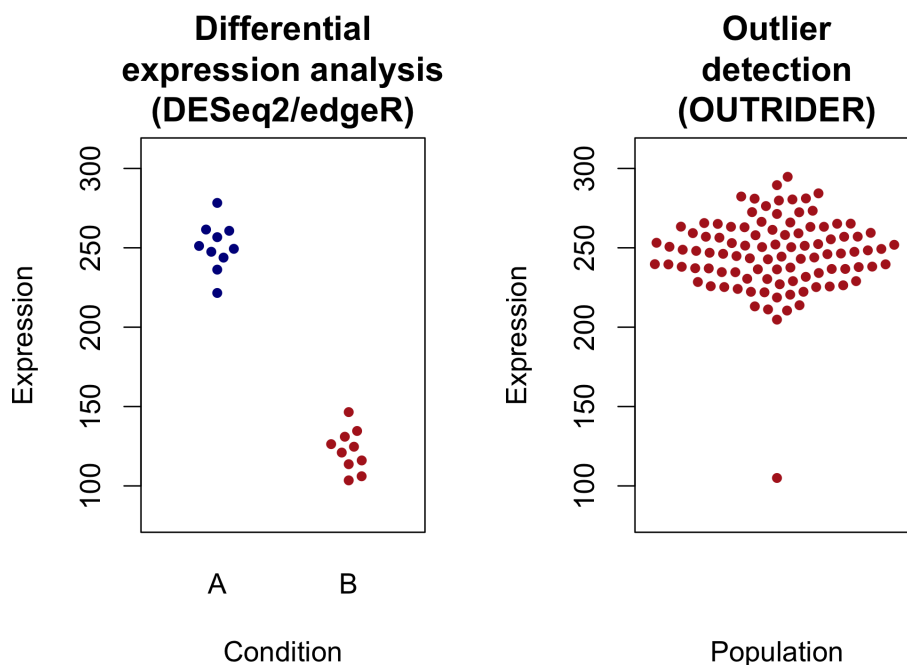 Differential
expression analysis
(DESeq2/edgeR)
Expression
300
250
200
150
100
A B
Condition
Outlier
detection
(OUTRIDER)
Expression
300
250
200
150
100
Population